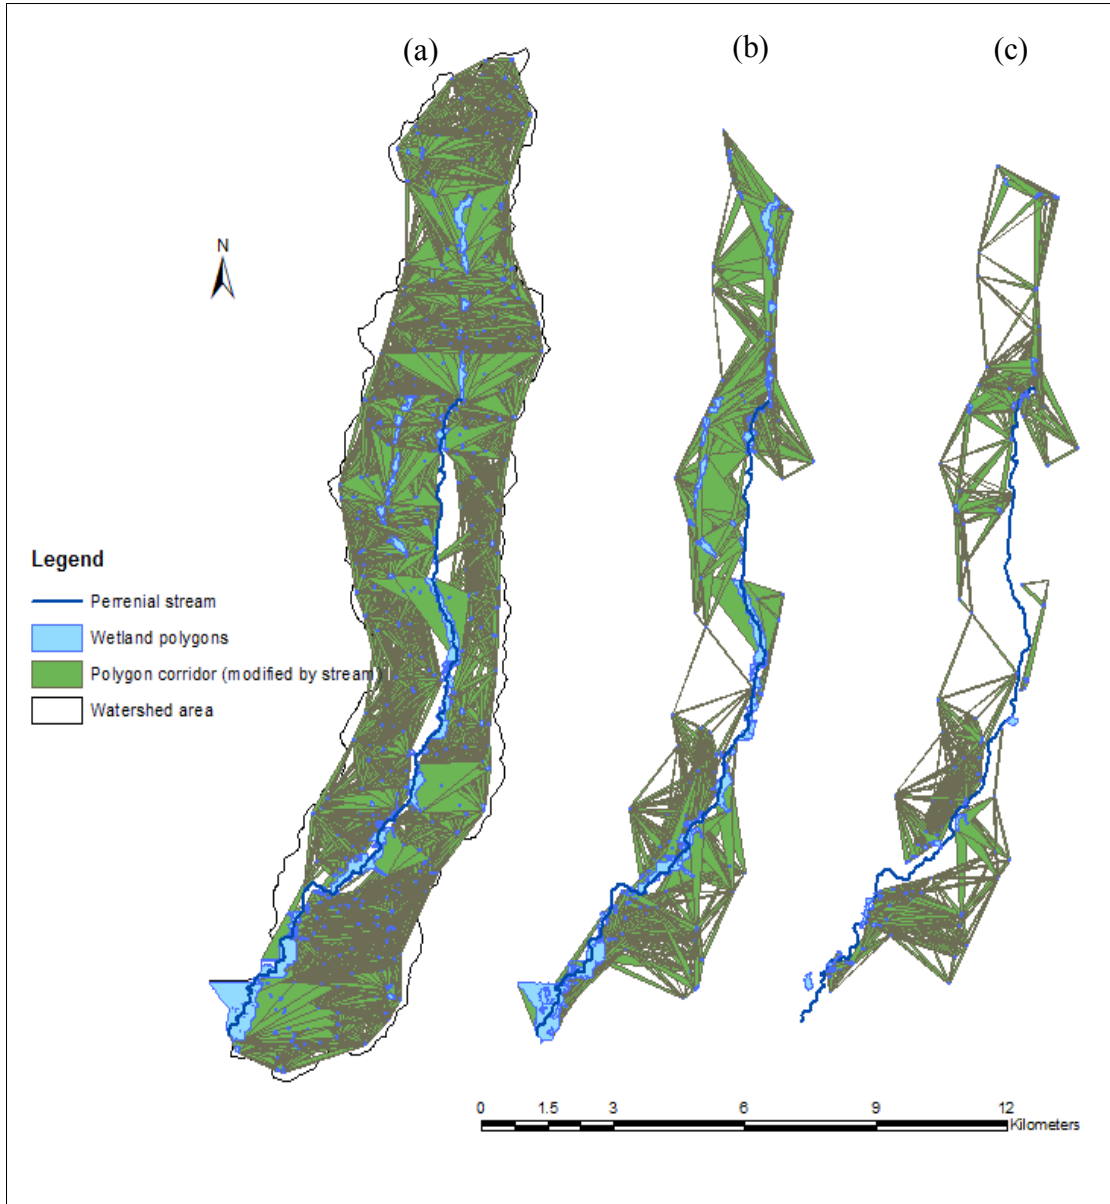 (a) (b) (c)
N
Legend
Perrenial stream
Wetland polygons
Polygon corridor (modified by stream)
Watershed area
0 1.5 3 6 9 12
Kilometers